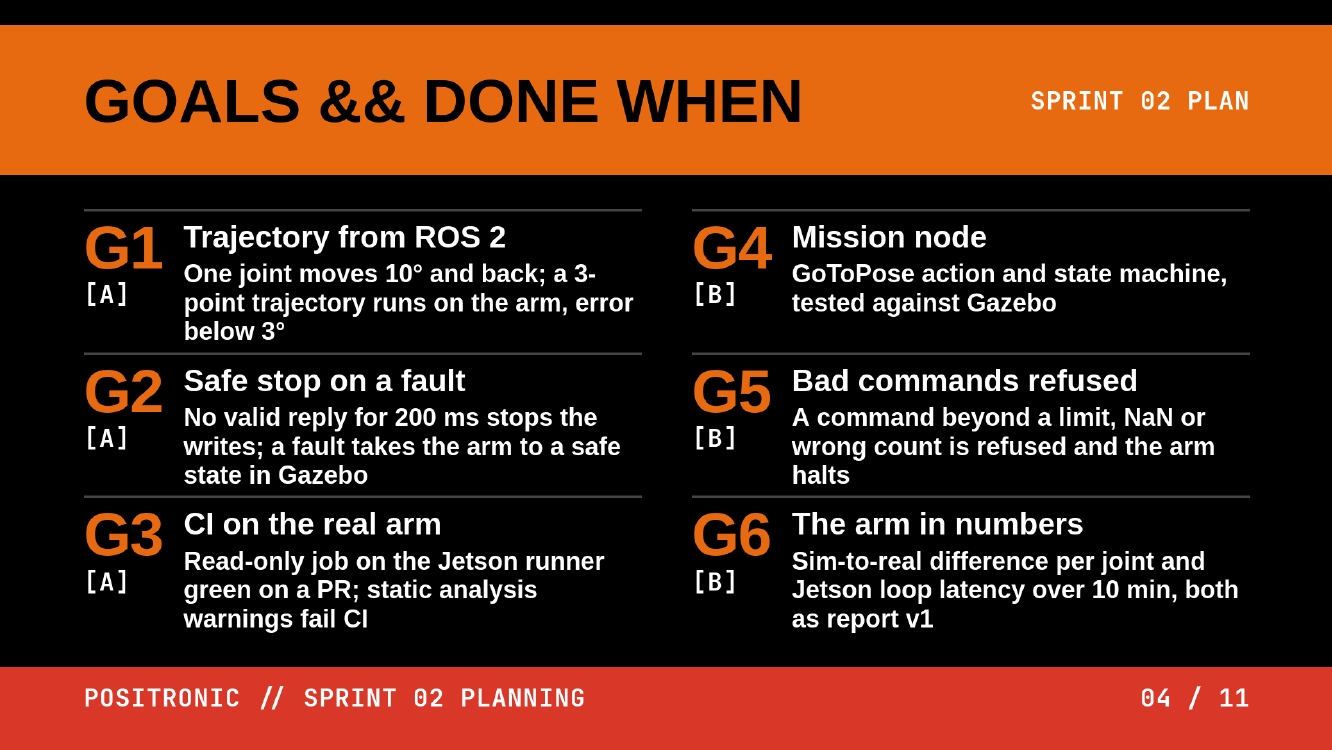 GOALS && DONE WHEN
SPRINT 02 PLAN
G1
[A]
Trajectory from ROS 2
One joint moves 10° and back; a 3-
point trajectory runs on the arm, error
below 3°
G2
[A]
Safe stop on a fault
No valid reply for 200 ms stops the
writes; a fault takes the arm to a safe
state in Gazebo
G3
[A]
CI on the real arm
Read-only job on the Jetson runner
green on a PR; static analysis
warnings fail CI
G4
[B]
Mission node
GoToPose action and state machine,
tested against Gazebo
G5
[B]
Bad commands refused
A command beyond a limit, NaN or
wrong count is refused and the arm
halts
G6
[B]
The arm in numbers
Sim-to-real difference per joint and
Jetson loop latency over 10 min, both
as report v1
POSITRONIC // SPRINT 02 PLANNING
04 / 11